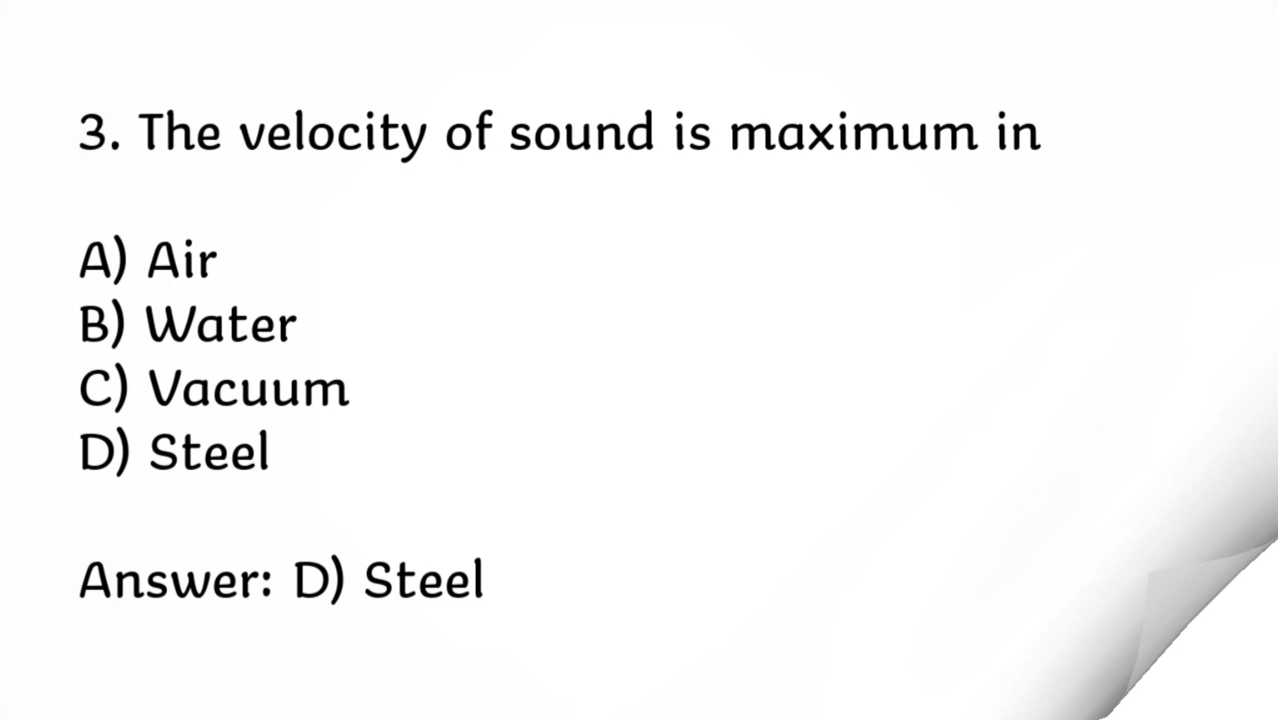 3. The velocity of sound is maximum in
A) Air
B) Water
C) Vacuum
D) Steel
Answer: D) Steel